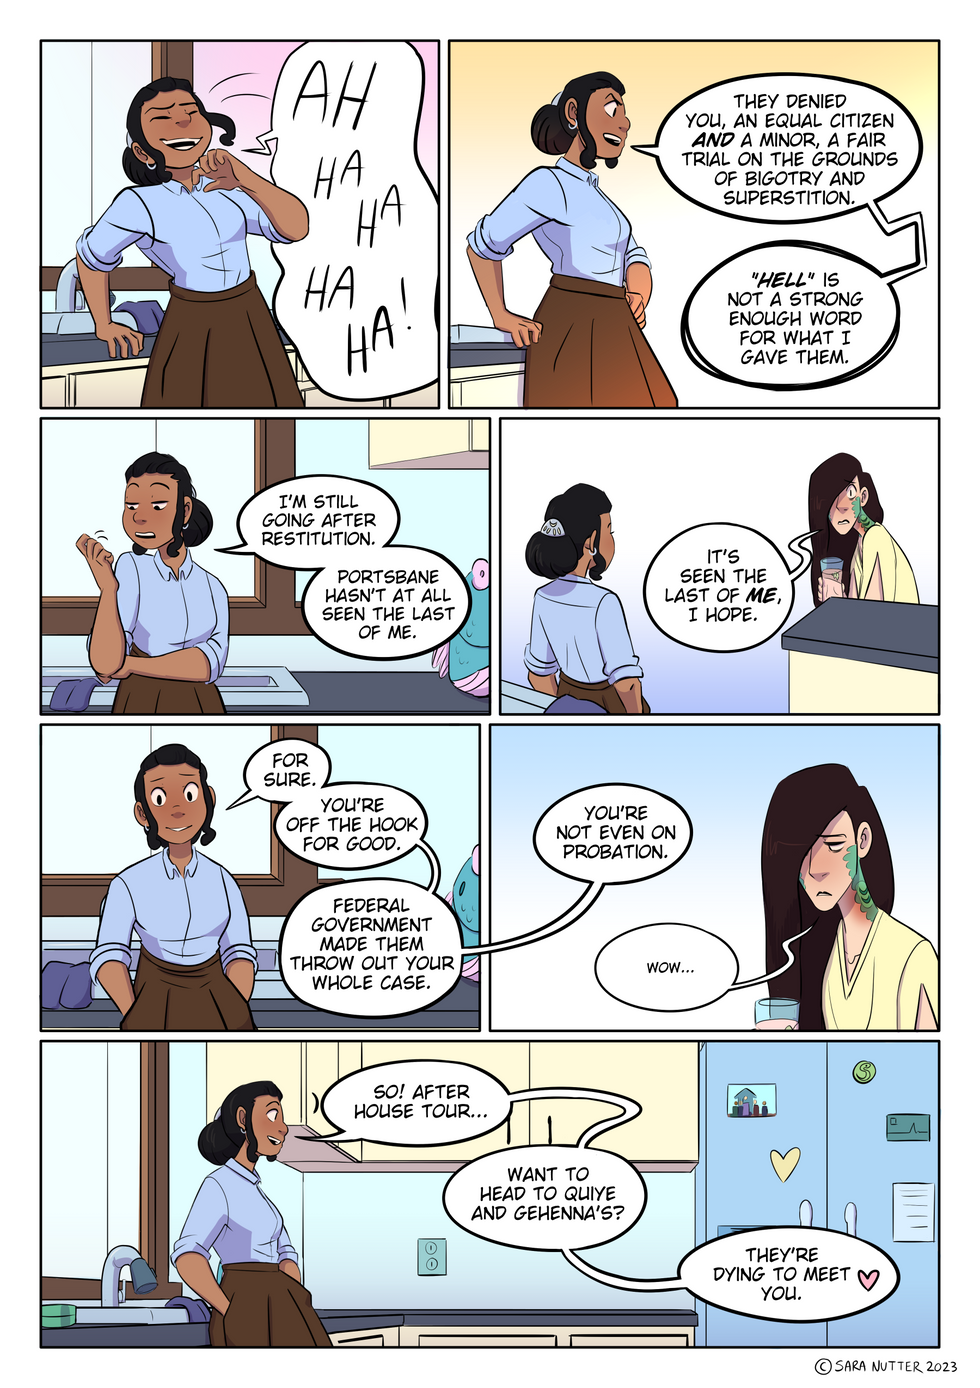 AH
HA
HA
HA
HA!
THEY DENIED
YOU, AN EQUAL CITIZEN
AND A MINOR, A FAIR
TRIAL ON THE GROUNDS
OF BIGOTRY AND
SUPERSTITION.
"HELL" IS
NOT A STRONG
ENOUGH WORD
FOR WHAT I
GAVE THEM.
I'M STILL
GOING AFTER
RESTITUTION.
PORTSBANE
HASN'T AT ALL
SEEN THE LAST
OF ME.
IT'S
SEEN THE
LAST OF ME,
I HOPE.
FOR
SURE.
YOU'RE
OFF THE HOOK
FOR GOOD.
FEDERAL
GOVERNMENT
MADE THEM
THROW OUT YOUR
WHOLE CASE.
YOU'RE
NOT EVEN ON
PROBATION.
WOW...
SO! AFTER
HOUSE TOUR...
WANT TO
HEAD TO QUIYE
AND GEHENNA'S?
THEY'RE
DYING TO MEET
YOU.
© SARA NUTTER 2023